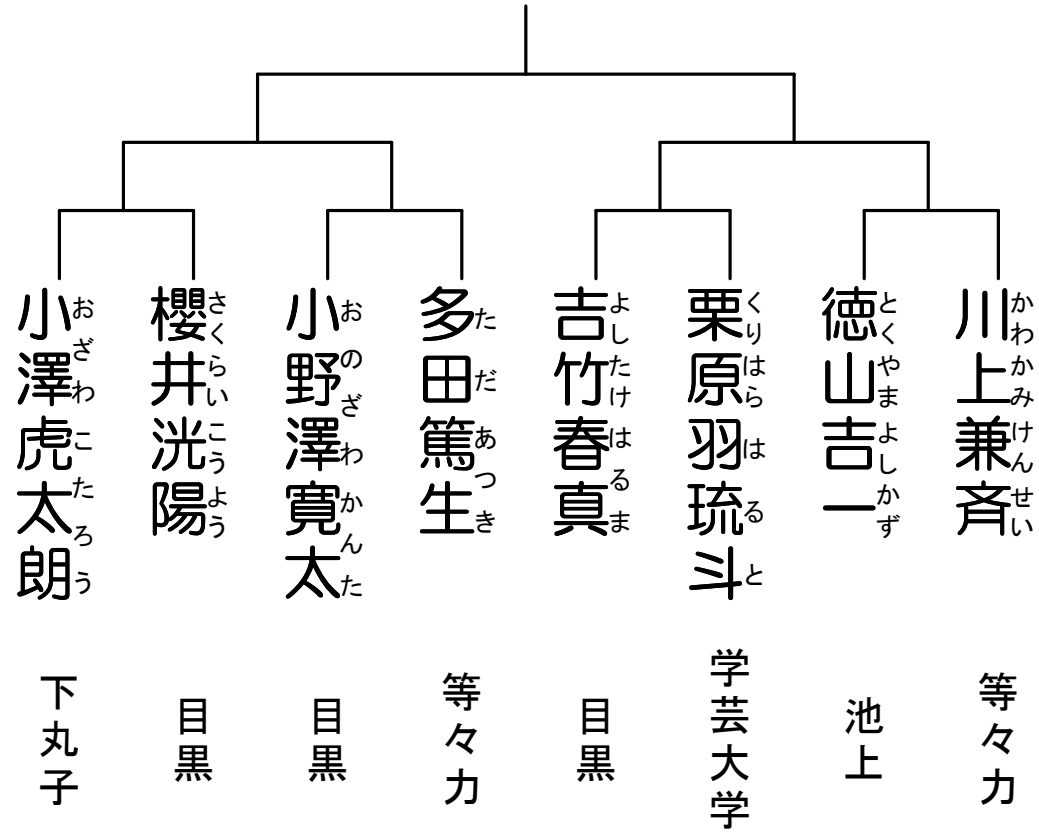 川上兼斉
かわかみけんせい
等々力
徳山吉一
とくやまよしかず
池上
栗原羽琉斗
くりはらはると
学芸大学
吉竹春真
よしたけはるま
目黒
多田篤生
ただあつき
等々力
小野澤寛太
おのざわかんた
目黒
櫻井洸陽
さくらいこうよう
目黒
小澤虎太朗
おざわこたろう
下丸子